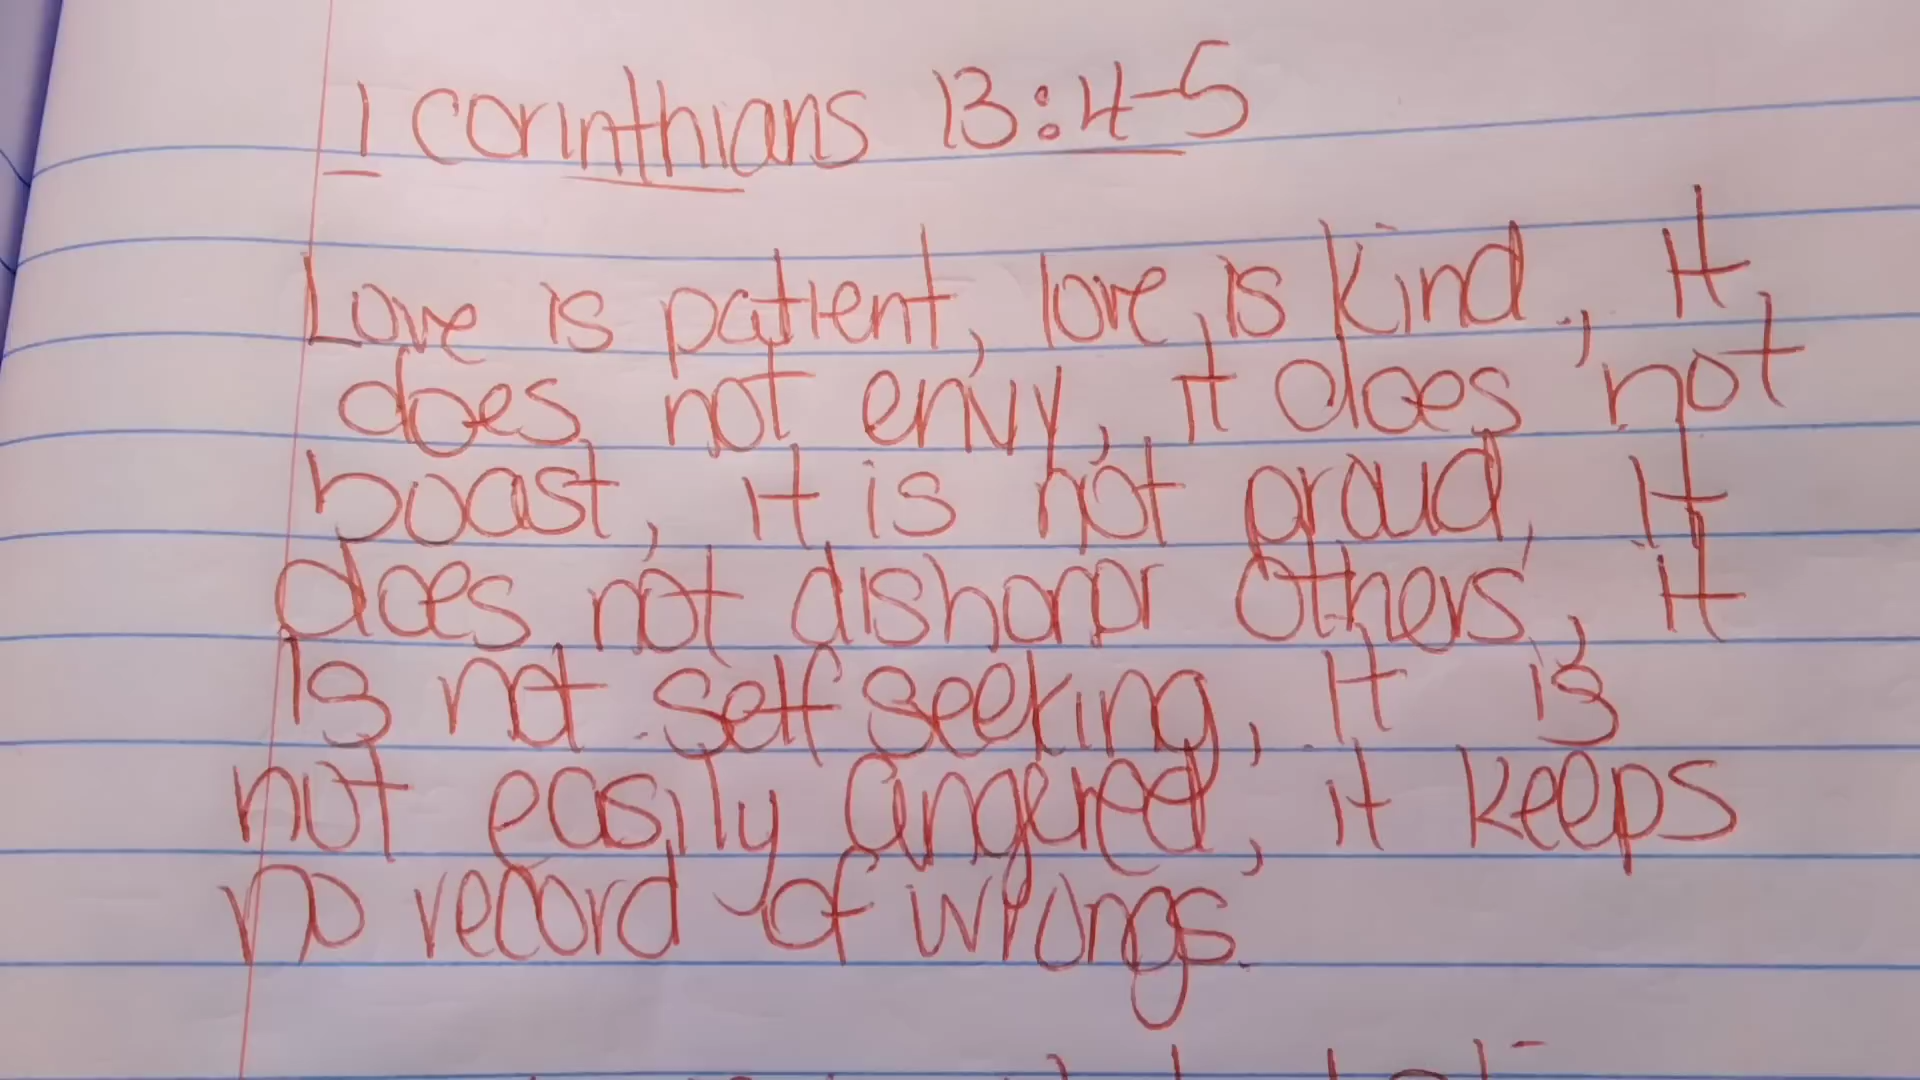 1 Corinthians 13:4-5
Love is patient, love is kind, It
does not envy, it does not
boast, it is not proud, It
does not dishonor others, it
is not self seeking, it is
not easily angered, it keeps
no record of wrongs.